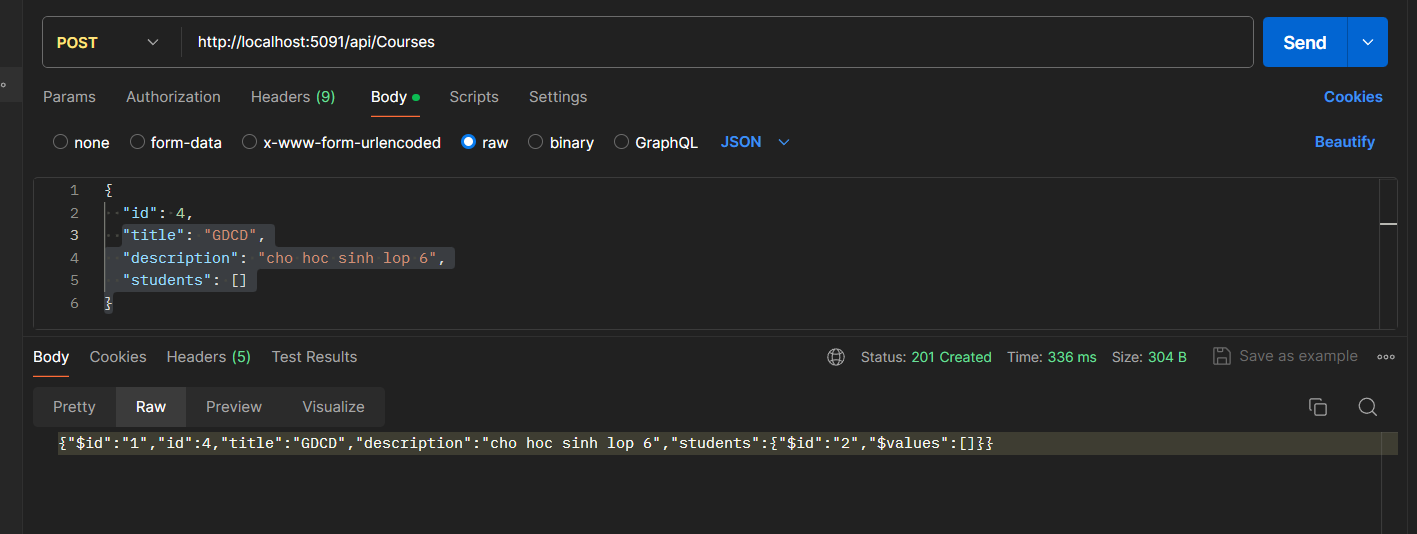 POST http://localhost:5091/api/Courses Send
Params Authorization Headers (9) Body Scripts Settings Cookies
none form-data x-www-form-urlencoded raw binary GraphQL JSON Beautify
1 {
2 "id": 4,
3 "title": "GDCD",
4 "description": "cho hoc sinh lop 6",
5 "students": []
6 }
Body Cookies Headers (5) Test Results Status: 201 Created Time: 336 ms Size: 304 B Save as example
Pretty Raw Preview Visualize
{"$id":"1","id":4,"title":"GDCD","description":"cho hoc sinh lop 6","students":{"$id":"2","$values":[]}}